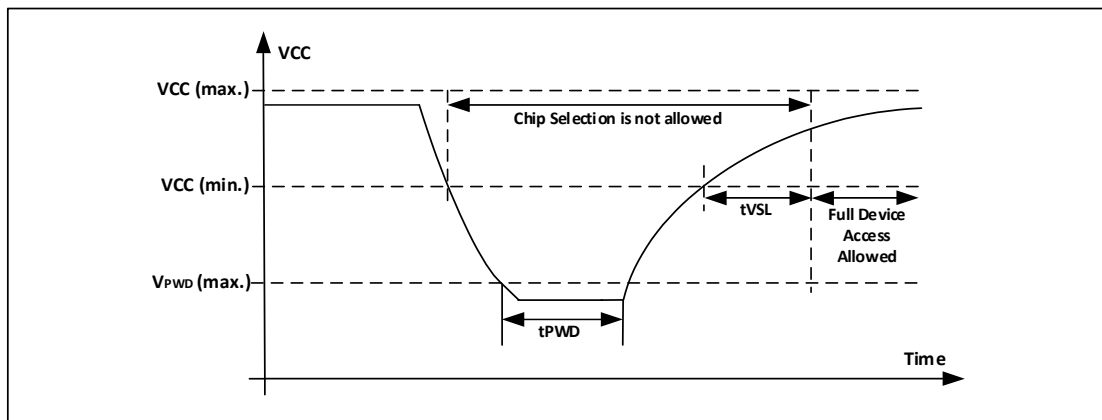 VCC
VCC (max.)
Chip Selection is not allowed
VCC (min.)
tVSL
Full Device
Access
Allowed
VPWD (max.)
tPWD
Time